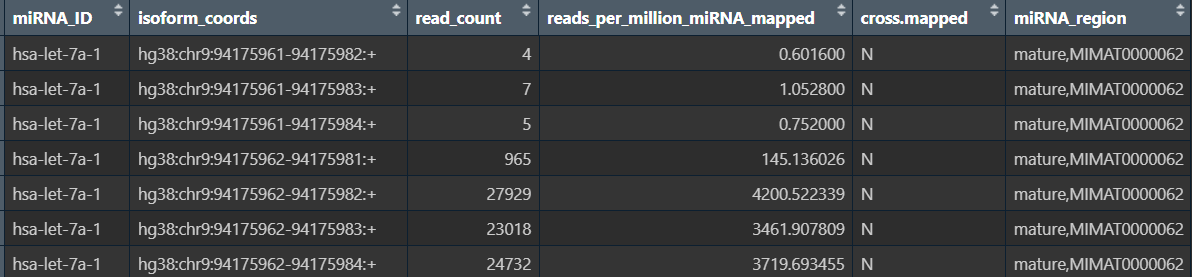 miRNA_ID isoform_coords read_count reads_per_million_miRNA_mapped cross.mapped miRNA_region
hsa-let-7a-1 hg38:chr9:94175961-94175982:+ 4 0.601600 N mature,MIMAT0000062
hsa-let-7a-1 hg38:chr9:94175961-94175983:+ 7 1.052800 N mature,MIMAT0000062
hsa-let-7a-1 hg38:chr9:94175961-94175984:+ 5 0.752000 N mature,MIMAT0000062
hsa-let-7a-1 hg38:chr9:94175962-94175981:+ 965 145.136026 N mature,MIMAT0000062
hsa-let-7a-1 hg38:chr9:94175962-94175982:+ 27929 4200.522339 N mature,MIMAT0000062
hsa-let-7a-1 hg38:chr9:94175962-94175983:+ 23018 3461.907809 N mature,MIMAT0000062
hsa-let-7a-1 hg38:chr9:94175962-94175984:+ 24732 3719.693455 N mature,MIMAT0000062